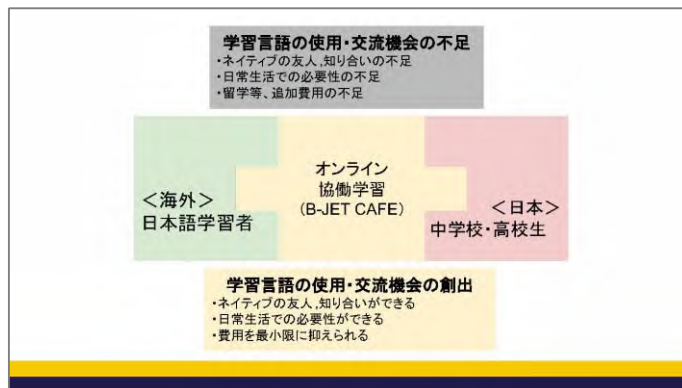 学習言語の使用・交流機会の不足
・ネイティブの友人,知り合いの不足
・日常生活での必要性の不足
・留学等、追加費用の不足
オンライン
協働学習
(B-JET CAFE)
＜海外＞
日本語学習者
＜日本＞
中学校・高校生
学習言語の使用・交流機会の創出
・ネイティブの友人,知り合いができる
・日常生活での必要性ができる
・費用を最小限に抑えられる